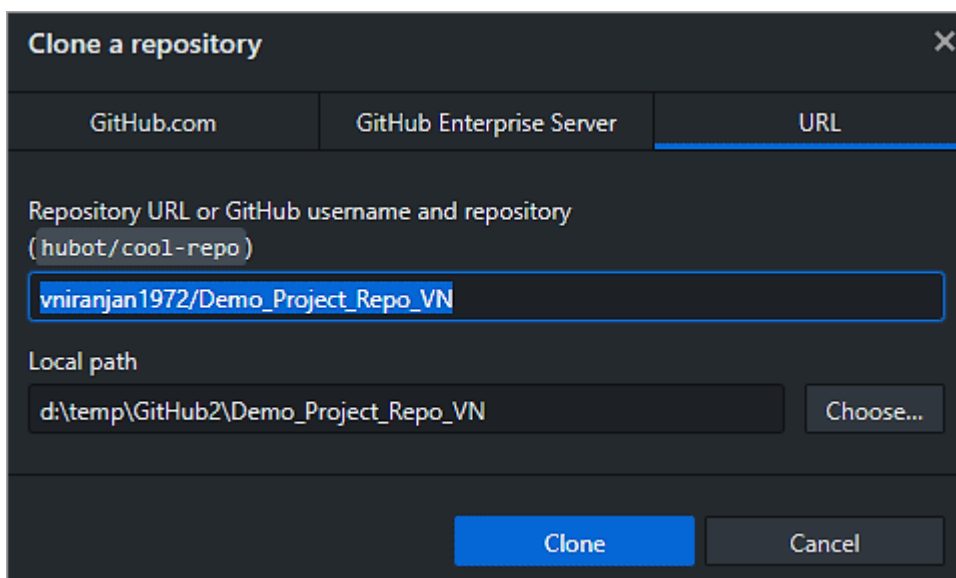 Clone a repository
GitHub.com GitHub Enterprise Server URL
Repository URL or GitHub username and repository
(hubot/cool-repo)
vniranjan1972/Demo_Project_Repo_VN
Local path
d:\temp\GitHub2\Demo_Project_Repo_VN Choose...
Clone Cancel